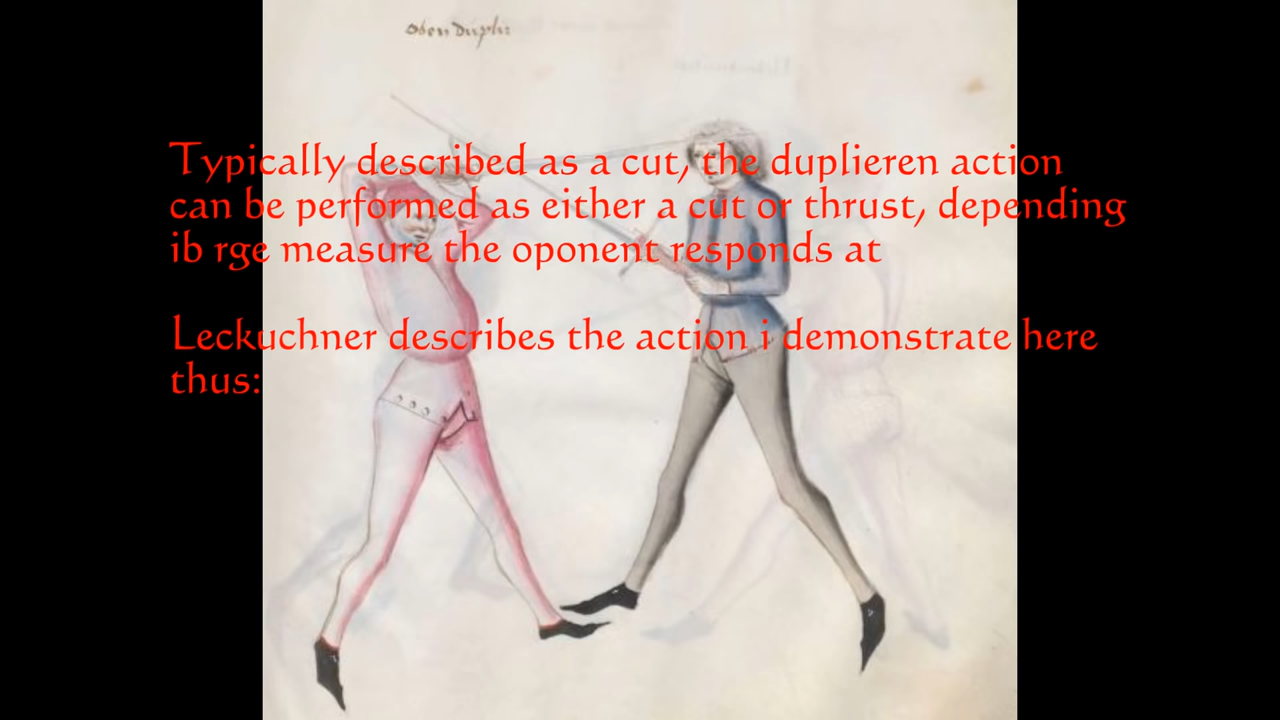 oben duplir
Typically described as a cut, the duplieren action
can be performed as either a cut or thrust, depending
ib rge measure the oponent responds at
Leckuchner describes the action i demonstrate here
thus: